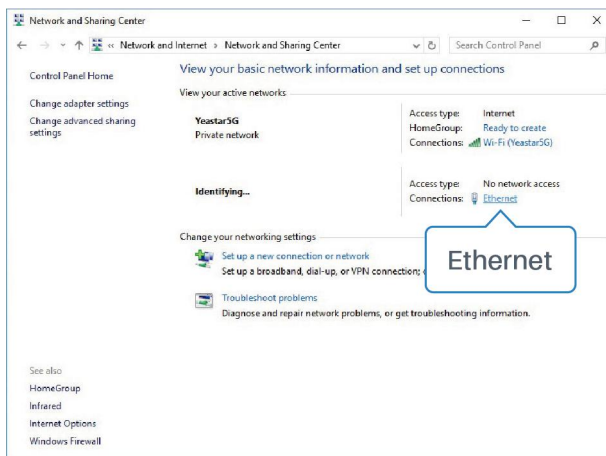 Network and Sharing Center
« Network and Internet > Network and Sharing Center
Search Control Panel
Control Panel Home
Change adapter settings
Change advanced sharing
settings
View your basic network information and set up connections
View your active networks
Yeastar5G
Private network
Access type: Internet
HomeGroup: Ready to create
Connections: Wi-Fi (Yeastar5G)
Identifying...
Access type: No network access
Connections: Ethernet
Ethernet
Change your networking settings
Set up a new connection or network
Set up a broadband, dial-up, or VPN connection;
Troubleshoot problems
Diagnose and repair network problems, or get troubleshooting information.
See also
HomeGroup
Infrared
Internet Options
Windows Firewall